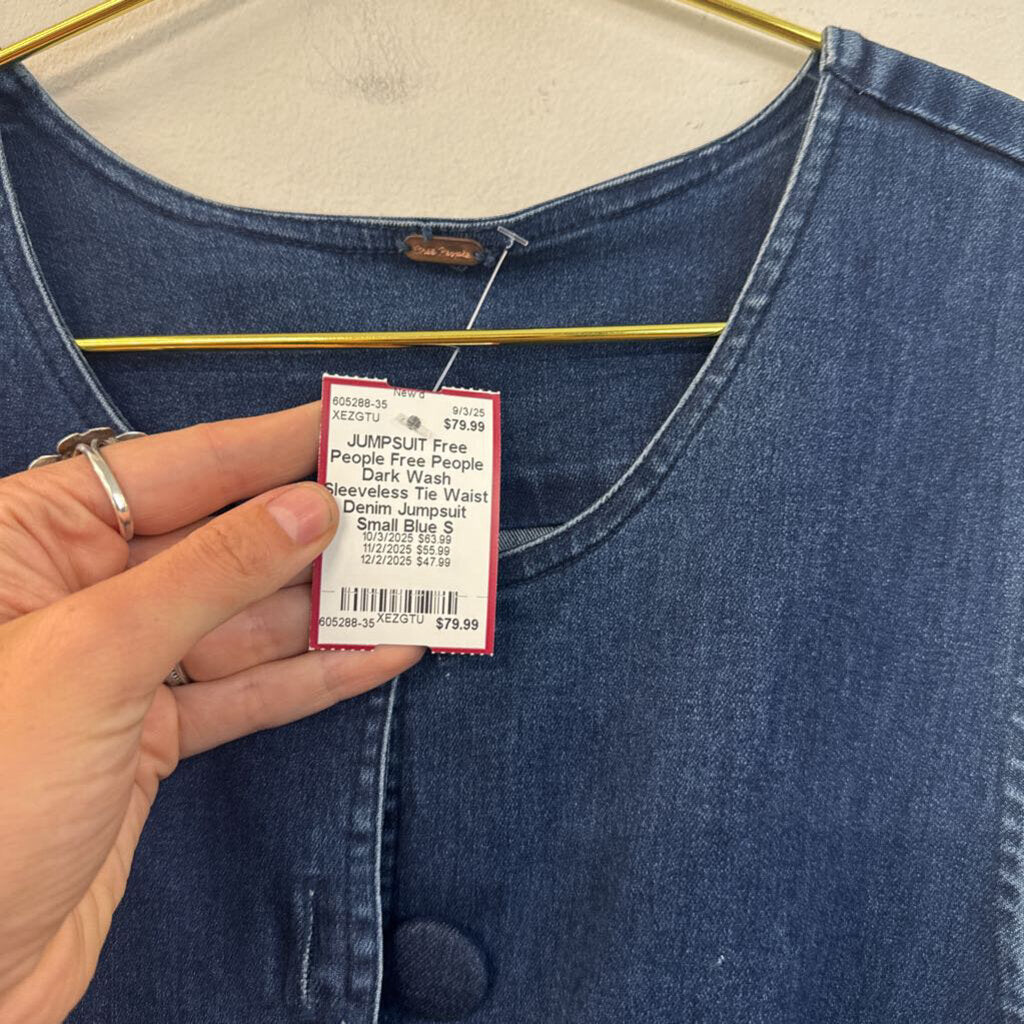 Free People
New d
605288-35 9/3/25
XEZGTU $79.99
JUMPSUIT Free
People Free People
Dark Wash
Sleeveless Tie Waist
Denim Jumpsuit
Small Blue S
10/3/2025 $63.99
11/2/2025 $55.99
12/2/2025 $47.99
605288-35 XEZGTU $79.99